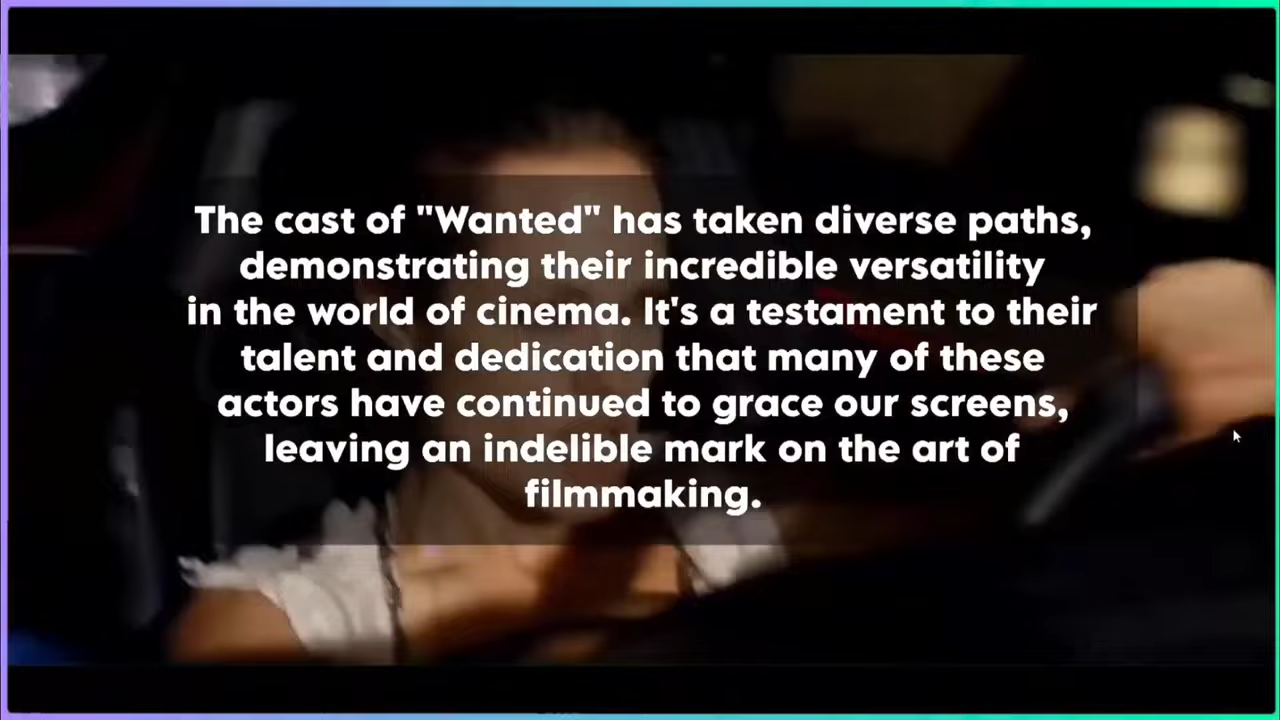 The cast of "Wanted" has taken diverse paths,
demonstrating their incredible versatility
in the world of cinema. It's a testament to their
talent and dedication that many of these
actors have continued to grace our screens,
leaving an indelible mark on the art of
filmmaking.